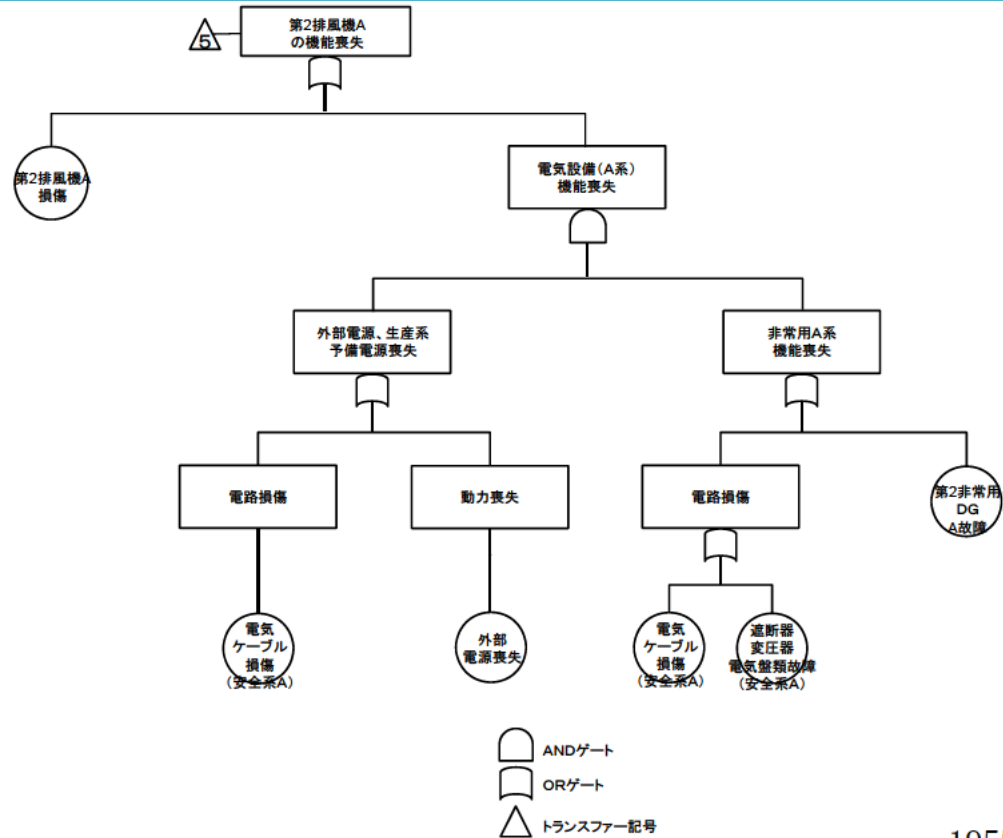 5
第2排風機A
の機能喪失
第2排風機A
損傷
電気設備(A系)
機能喪失
外部電源、生産系
予備電源喪失
非常用A系
機能喪失
電路損傷
動力喪失
電路損傷
第2非常用
DG
A故障
電気
ケーブル
損傷
(安全系A)
外部
電源喪失
電気
ケーブル
損傷
(安全系A)
遮断器
変圧器
電気盤類故障
(安全系A)
ANDゲート
ORゲート
トランスファー記号